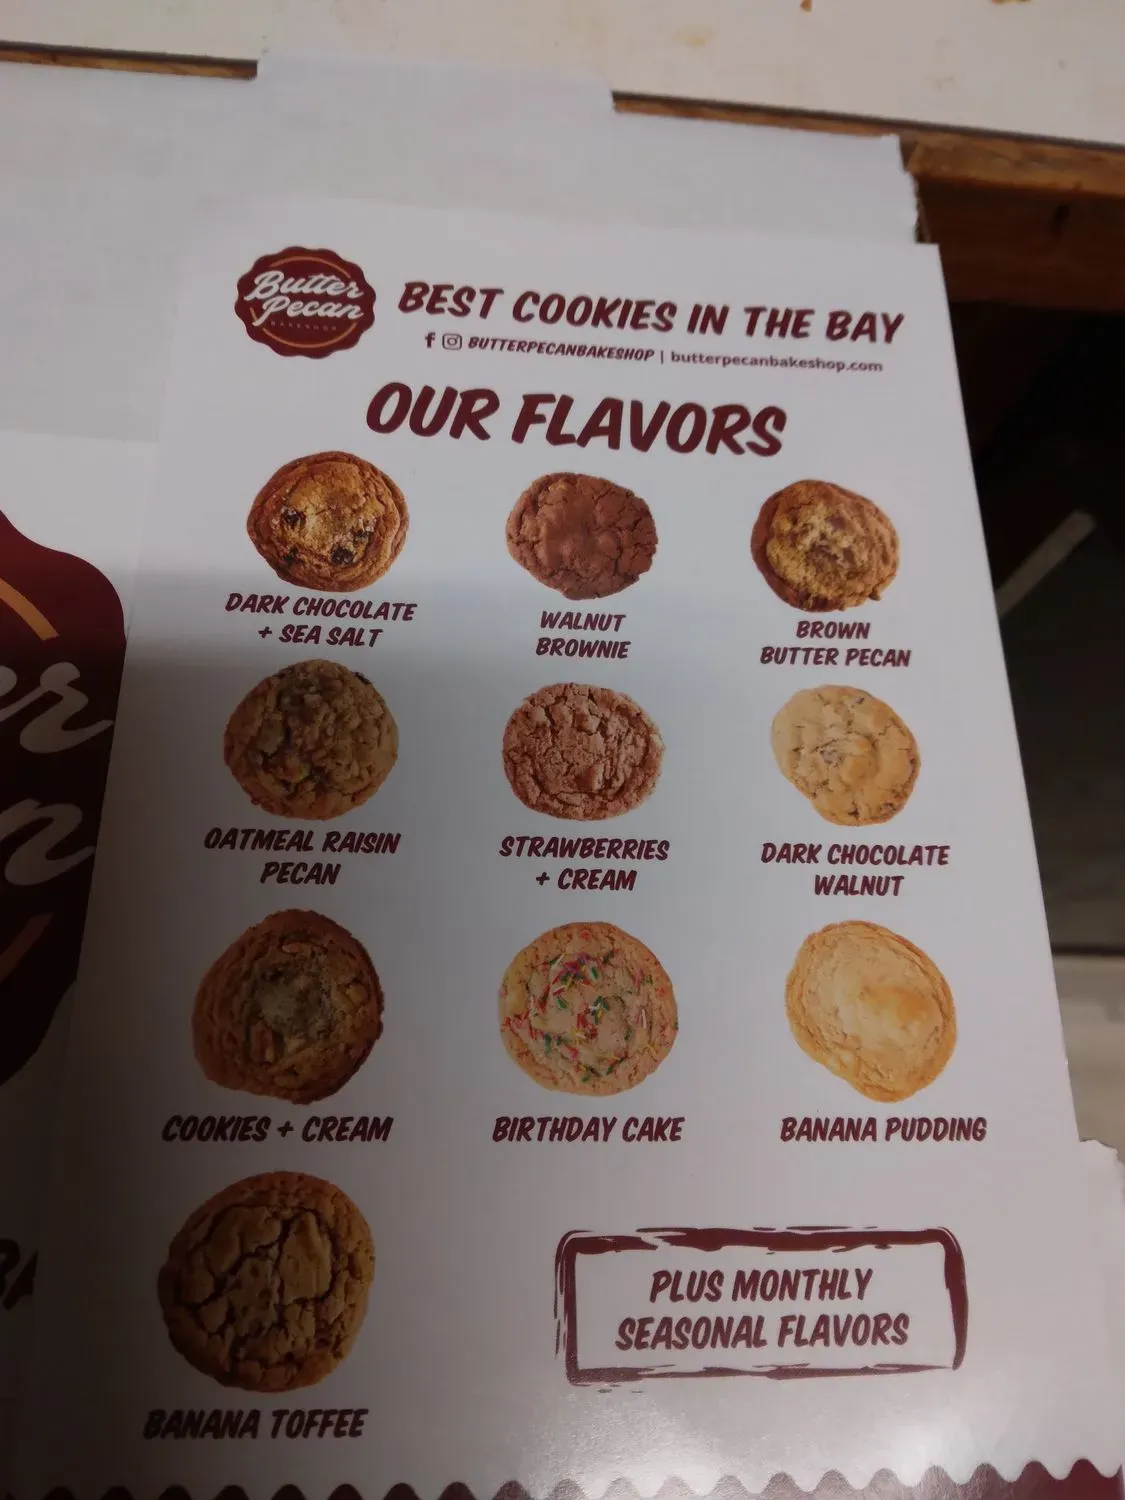 Butter
Pecan
BAKESHOP
BEST COOKIES IN THE BAY
BUTTERPECANBAKESHOP | butterpecanbakeshop.com
OUR FLAVORS
DARK CHOCOLATE
+ SEA SALT
WALNUT
BROWNIE
BROWN
BUTTER PECAN
OATMEAL RAISIN
PECAN
STRAWBERRIES
+ CREAM
DARK CHOCOLATE
WALNUT
COOKIES + CREAM
BIRTHDAY CAKE
BANANA PUDDING
BANANA TOFFEE
PLUS MONTHLY
SEASONAL FLAVORS